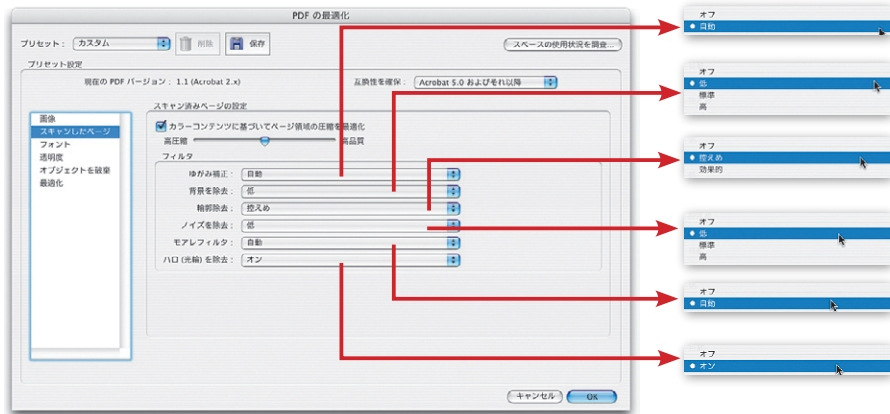 PDF の最適化
プリセット： カスタム 削除 保存 スペースの使用状況を調査...
プリセット設定
現在の PDF バージョン： 1.1 (Acrobat 2.x) 互換性を確保： Acrobat 5.0 およびそれ以降
画像
スキャンしたページ
フォント
透明度
オブジェクトを破棄
最適化
スキャン済みページの設定
カラーコンテンツに基づいてページ領域の圧縮を最適化
高圧縮 高品質
フィルタ
ゆがみ補正： 自動
背景を除去： 低
輪郭除去： 控えめ
ノイズを除去： 低
モアレフィルタ： 自動
ハロ (光輪) を除去： オン
キャンセル OK
オフ
自動
オフ
低
標準
高
オフ
控えめ
効果的
オフ
低
標準
高
オフ
自動
オフ
オン